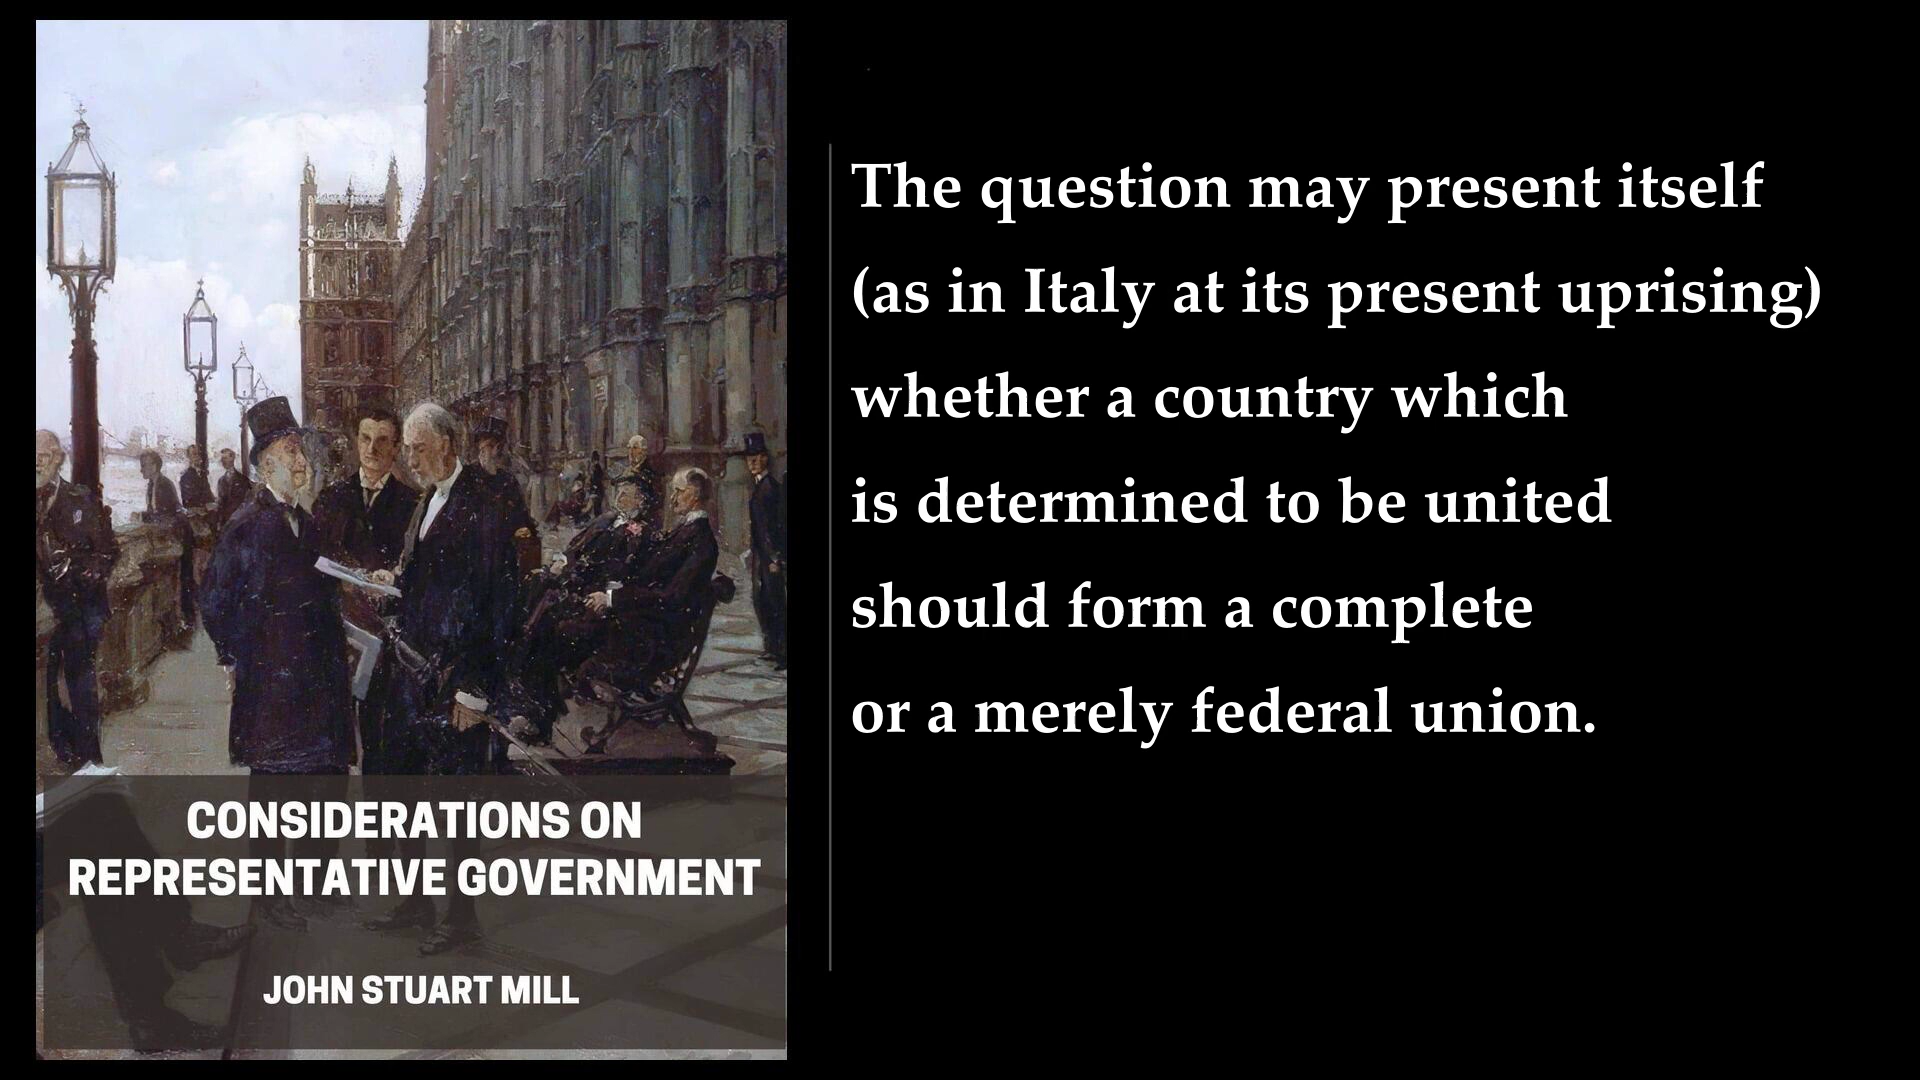 CONSIDERATIONS ON
REPRESENTATIVE GOVERNMENT
JOHN STUART MILL
The question may present itself
(as in Italy at its present uprising)
whether a country which
is determined to be united
should form a complete
or a merely federal union.